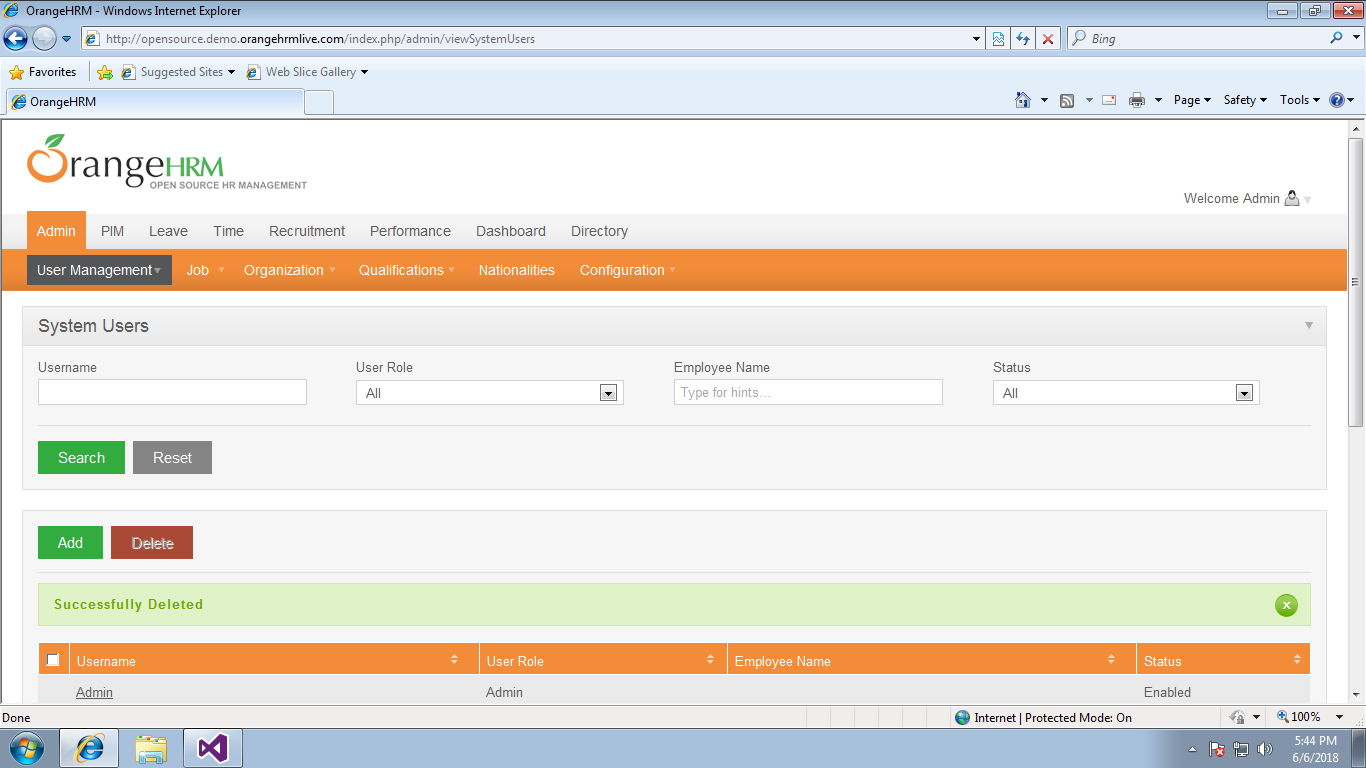 OrangeHRM - Windows Internet Explorer
http://opensource.demo.orangehrmlive.com/index.php/admin/viewSystemUsers
Bing
Favorites Suggested Sites Web Slice Gallery
OrangeHRM
Page Safety Tools
OrangeHRM
OPEN SOURCE HR MANAGEMENT
Welcome Admin
Admin PIM Leave Time Recruitment Performance Dashboard Directory
User Management Job Organization Qualifications Nationalities Configuration
System Users
Username User Role Employee Name Status
All Type for hints... All
Search Reset
Add Delete
Successfully Deleted
Username User Role Employee Name Status
Admin Admin Enabled
Done Internet | Protected Mode: On 100%
5:44 PM
6/6/2018